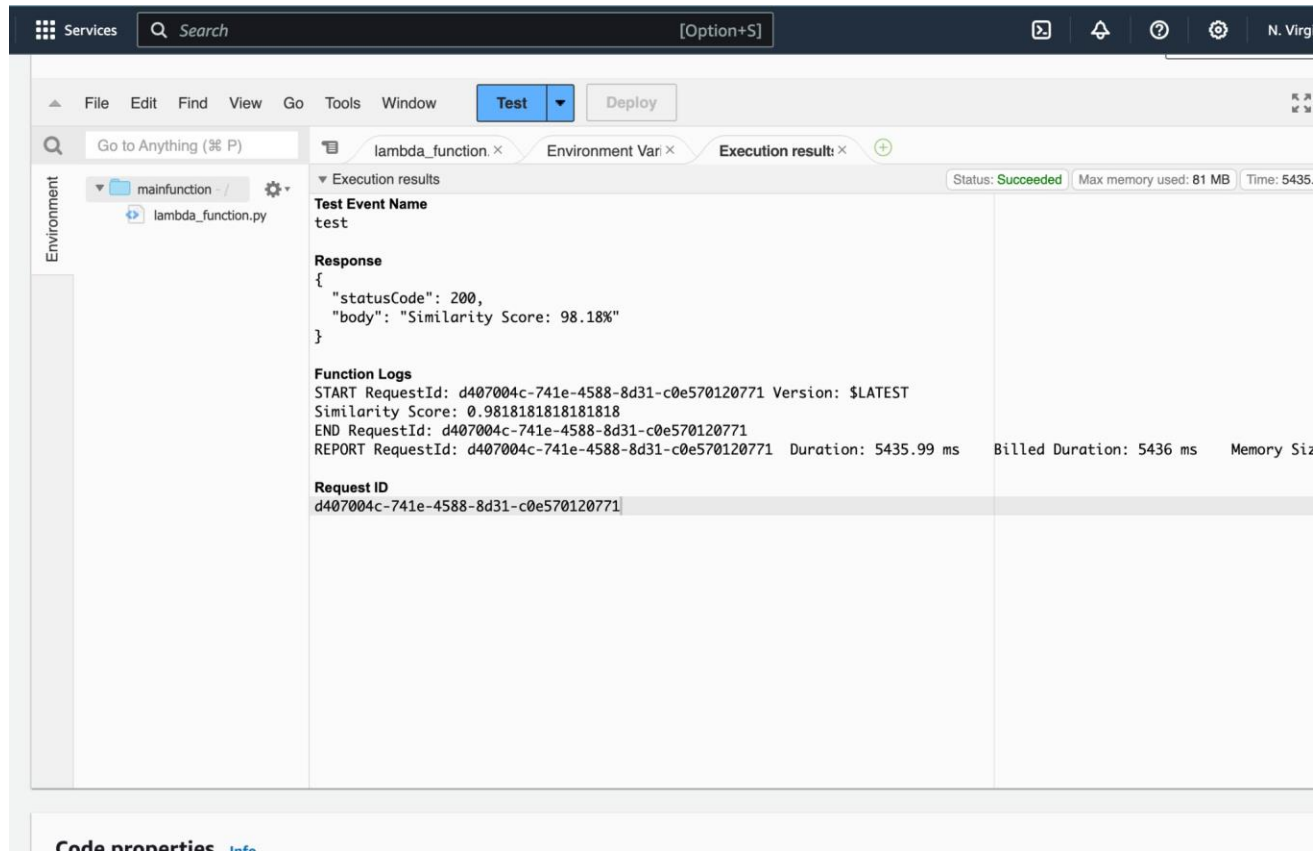 Services Search [Option+S] N. Virg
File Edit Find View Go Tools Window Test Deploy
Go to Anything (⌘ P) lambda_function. Environment Vari Execution results
Execution results Status: Succeeded Max memory used: 81 MB Time: 5435.
Environment
mainfunction - /
lambda_function.py
Test Event Name
test
Response
{
"statusCode": 200,
"body": "Similarity Score: 98.18%"
}
Function Logs
START RequestId: d407004c-741e-4588-8d31-c0e570120771 Version: $LATEST
Similarity Score: 0.9818181818181818
END RequestId: d407004c-741e-4588-8d31-c0e570120771
REPORT RequestId: d407004c-741e-4588-8d31-c0e570120771 Duration: 5435.99 ms Billed Duration: 5436 ms Memory Siz
Request ID
d407004c-741e-4588-8d31-c0e570120771
Code properties Info